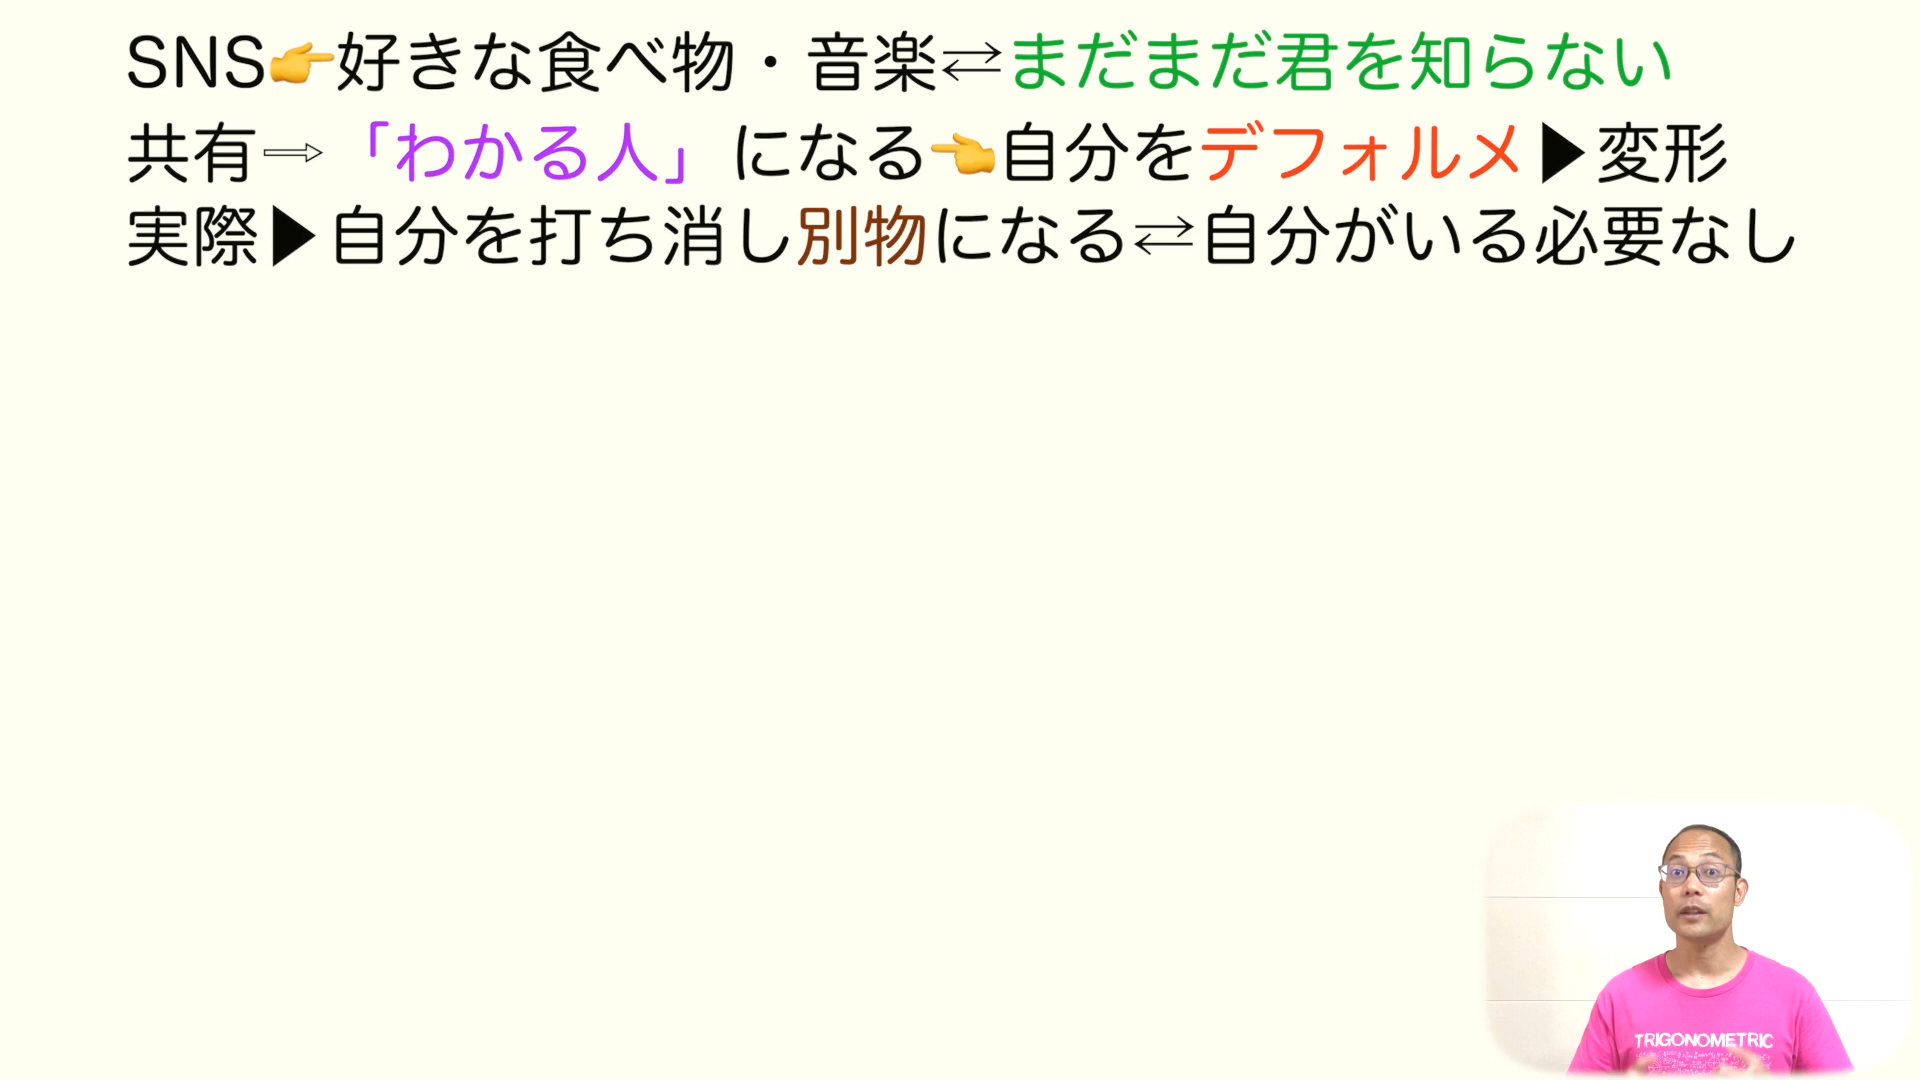 SNS👉好きな食べ物・音楽⇄まだまだ君を知らない
共有⇨「わかる人」になる👈自分をデフォルメ▶変形
実際▶自分を打ち消し別物になる⇄自分がいる必要なし
TRIGONOMETRIC